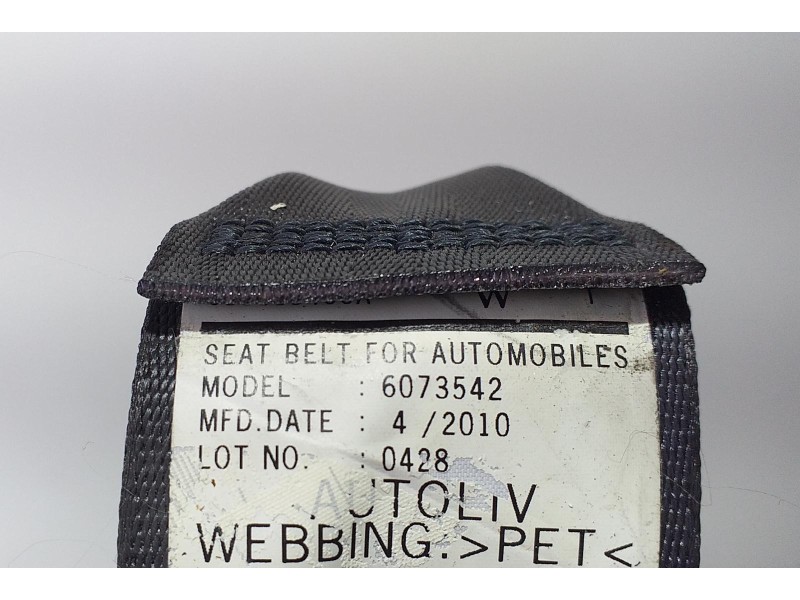 SEAT BELT FOR AUTOMOBILES
MODEL : 6073542
MFD.DATE : 4 / 2010
LOT NO. : 0428
AUTOLIV
WEBBING.>PET<